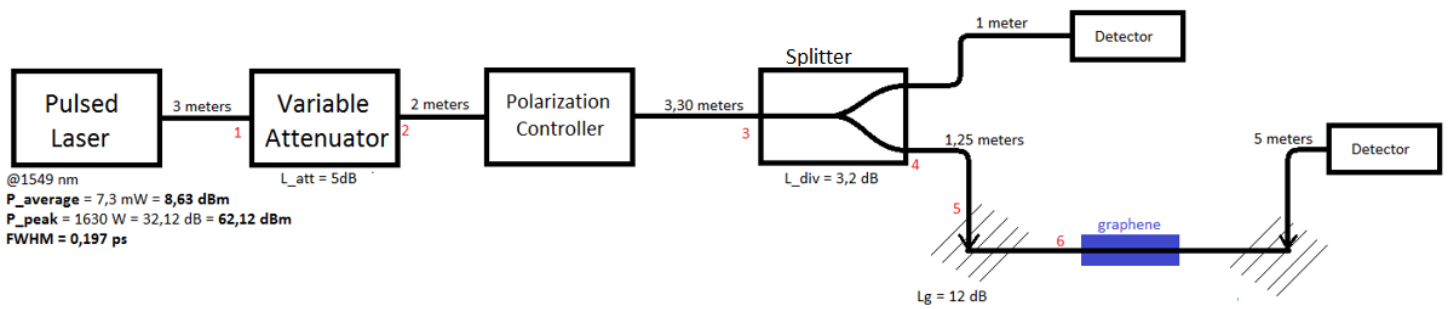 1 meter
Detector
Splitter
Pulsed
Laser
3 meters
1
Variable
Attenuator
2 meters
2
Polarization
Controller
3,30 meters
3
1,25 meters
4
5 meters
Detector
@1549 nm
P_average = 7,3 mW = 8,63 dBm
P_peak = 1630 W = 32,12 dB = 62,12 dBm
FWHM = 0,197 ps
L_att = 5dB
L_div = 3,2 dB
5
6
graphene
Lg = 12 dB